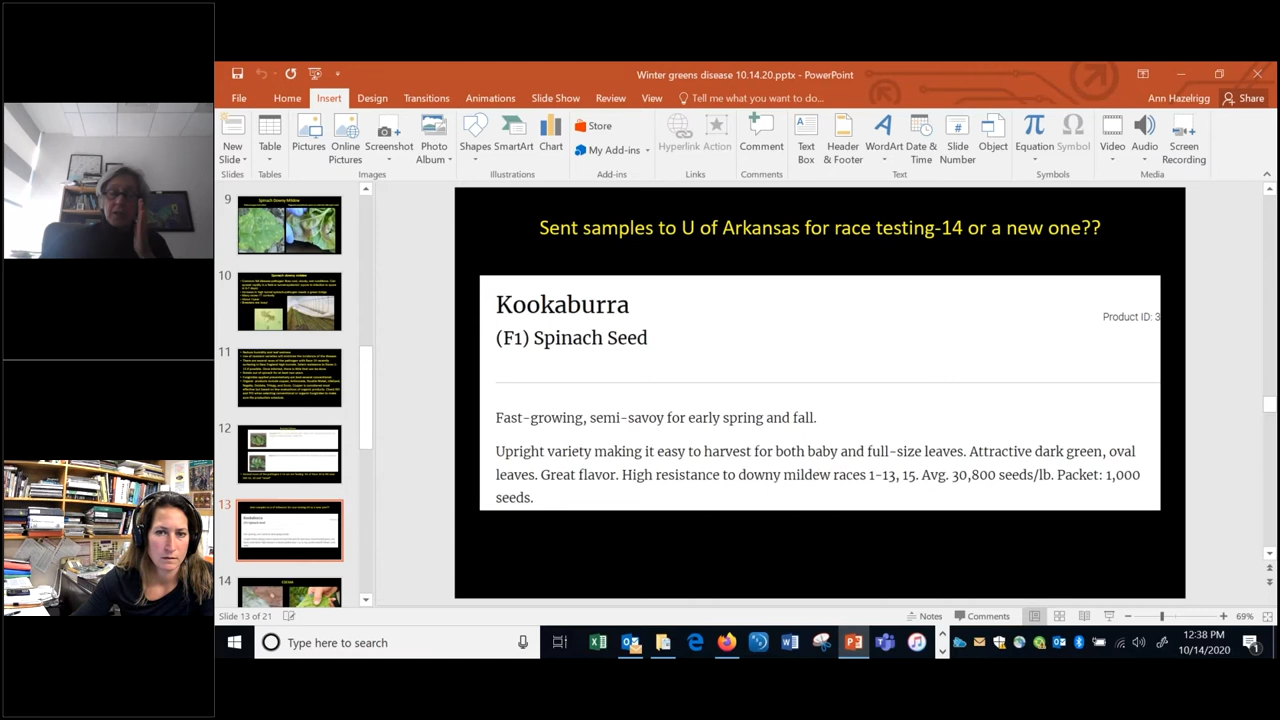 Winter greens disease 10.14.20.pptx - PowerPoint
File Home Insert Design Transitions Animations Slide Show Review View Tell me what you want to do... Ann Hazelrigg Share
New Slide
Table
Pictures
Online Pictures
Screenshot
Photo Album
Shapes
SmartArt
Chart
Store
My Add-ins
Hyperlink
Action
Comment
Text Box
Header & Footer
WordArt
Date & Time
Slide Number
Object
Equation
Symbol
Video
Audio
Screen Recording
Slides Tables Images Illustrations Add-ins Links Comments Text Symbols Media
9
Spinach Downy Mildew
10
Spinach downy mildew
11
12
13
14
Sent samples to U of Arkansas for race testing-14 or a new one??
Kookaburra
Product ID: 3
(F1) Spinach Seed
Fast-growing, semi-savoy for early spring and fall.
Upright variety making it easy to harvest for both baby and full-size leaves. Attractive dark green, oval
leaves. Great flavor. High resistance to downy mildew races 1-13, 15. Avg. 30,800 seeds/lb. Packet: 1,000
seeds.
Slide 13 of 21 Notes Comments 69%
Type here to search
12:38 PM
10/14/2020